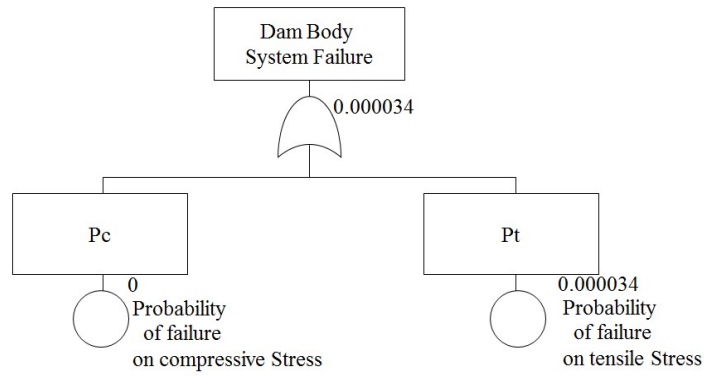 Dam Body
System Failure
0.000034
Pc
Pt
0
Probability
of failure
on compressive Stress
0.000034
Probability
of failure
on tensile Stress